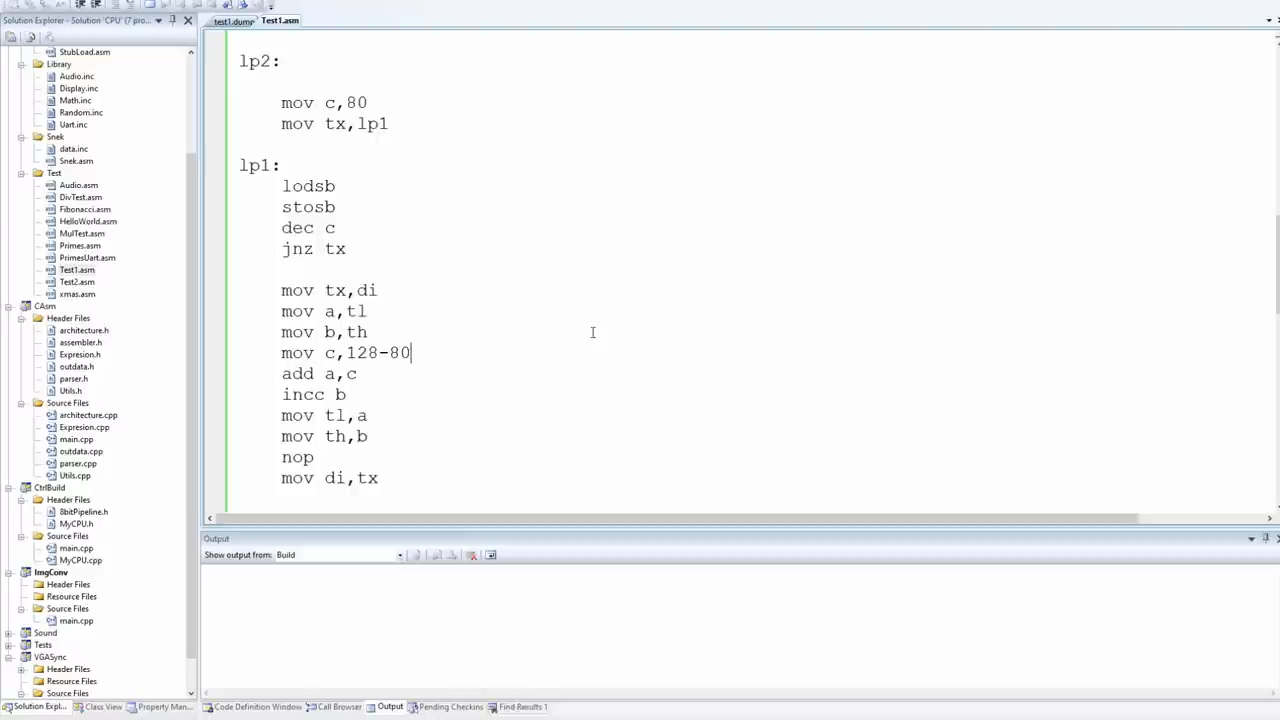 Solution Explorer - Solution 'CPU' (7 pro...
test1.dump
Test1.asm
StubLoad.asm
Library
Audio.inc
Display.inc
Math.inc
Random.inc
Uart.inc
Snek
data.inc
Snek.asm
Test
Audio.asm
DivTest.asm
Fibonacci.asm
HelloWorld.asm
MulTest.asm
Primes.asm
PrimesUart.asm
Test1.asm
Test2.asm
xmas.asm
CAsm
Header Files
architecture.h
assembler.h
Expresion.h
outdata.h
parser.h
Utils.h
Source Files
architecture.cpp
Expresion.cpp
main.cpp
outdata.cpp
parser.cpp
Utils.cpp
CtrlBuild
Header Files
8bitPipeline.h
MyCPU.h
Source Files
main.cpp
MyCPU.cpp
ImgConv
Header Files
Resource Files
Source Files
main.cpp
Sound
Tests
VGASync
Header Files
Resource Files
Source Files
Solution Expl...
Class View
Property Man...
lp2:
mov c,80
mov tx,lp1
lp1:
lodsb
stosb
dec c
jnz tx
mov tx,di
mov a,tl
mov b,th
mov c,128-80
add a,c
incc b
mov tl,a
mov th,b
nop
mov di,tx
Output
Show output from: Build
Code Definition Window
Call Browser
Output
Pending Checkins
Find Results 1